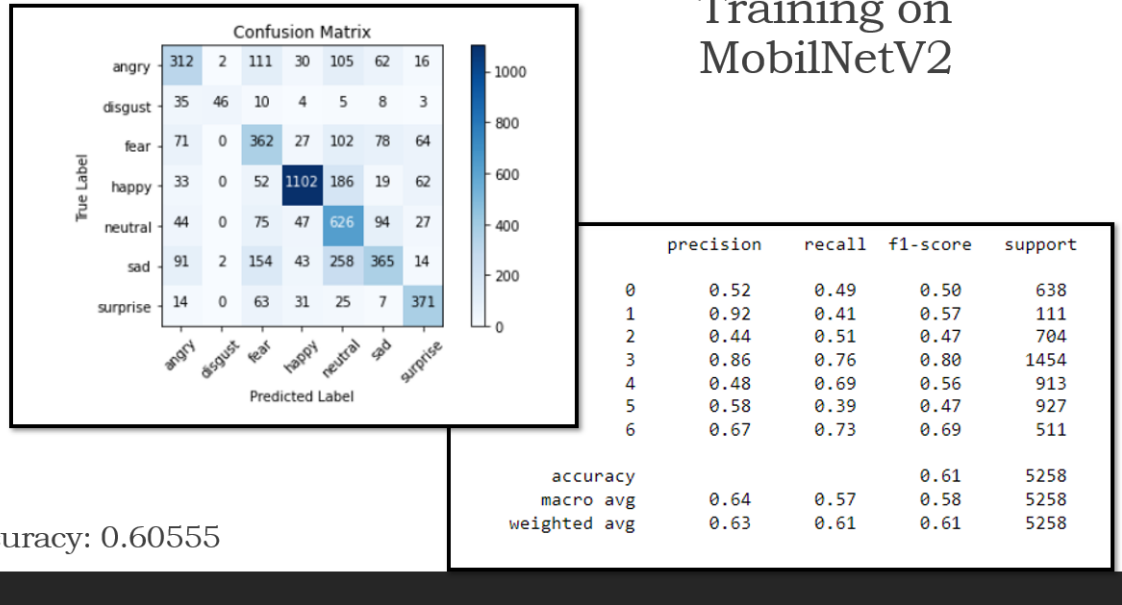 Training on
MobilNetV2
Confusion Matrix
angry 312 2 111 30 105 62 16
disgust 35 46 10 4 5 8 3
fear 71 0 362 27 102 78 64
happy 33 0 52 1102 186 19 62
neutral 44 0 75 47 626 94 27
sad 91 2 154 43 258 365 14
surprise 14 0 63 31 25 7 371
angry disgust fear happy neutral sad surprise
True Label
Predicted Label
1000
800
600
400
200
0
precision recall f1-score support
0 0.52 0.49 0.50 638
1 0.92 0.41 0.57 111
2 0.44 0.51 0.47 704
3 0.86 0.76 0.80 1454
4 0.48 0.69 0.56 913
5 0.58 0.39 0.47 927
6 0.67 0.73 0.69 511
accuracy 0.61 5258
macro avg 0.64 0.57 0.58 5258
weighted avg 0.63 0.61 0.61 5258
uracy: 0.60555